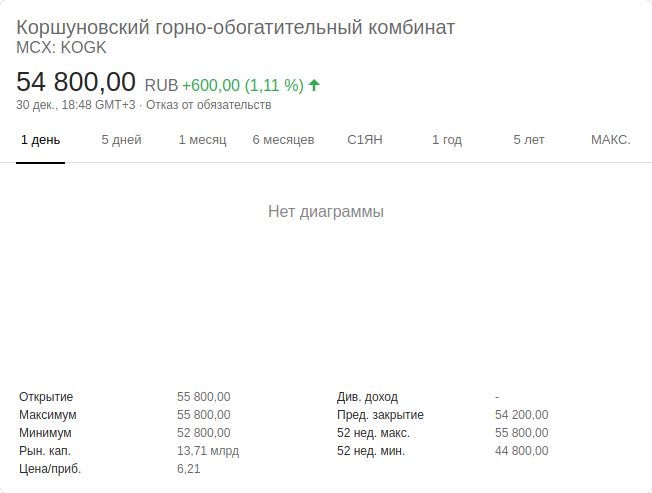 Коршуновский горно-обогатительный комбинат
MCX: KOGK
54 800,00 RUB +600,00 (1,11 %)
30 дек., 18:48 GMT+3 · Отказ от обязательств
1 день 5 дней 1 месяц 6 месяцев С1ЯН 1 год 5 лет МАКС.
Нет диаграммы
Открытие 55 800,00 Див. доход -
Максимум 55 800,00 Пред. закрытие 54 200,00
Минимум 52 800,00 52 нед. макс. 55 800,00
Рын. кап. 13,71 млрд 52 нед. мин. 44 800,00
Цена/приб. 6,21